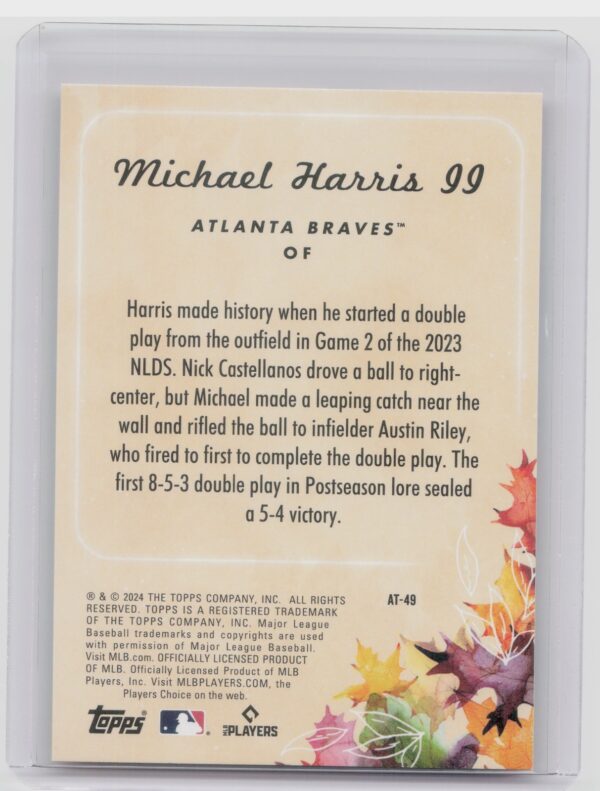 Michael Harris II
ATLANTA BRAVES™
OF
Harris made history when he started a double
play from the outfield in Game 2 of the 2023
NLDS. Nick Castellanos drove a ball to right-
center, but Michael made a leaping catch near the
wall and rifled the ball to infielder Austin Riley,
who fired to first to complete the double play. The
first 8-5-3 double play in Postseason lore sealed
a 5-4 victory.
® & © 2024 THE TOPPS COMPANY, INC. ALL RIGHTS
RESERVED. TOPPS IS A REGISTERED TRADEMARK
OF THE TOPPS COMPANY, INC. Major League
Baseball trademarks and copyrights are used
with permission of Major League Baseball.
Visit MLB.com. OFFICIALLY LICENSED PRODUCT
OF MLB. Officially Licensed Product of MLB
Players, Inc. Visit MLBPLAYERS.COM, the
Players Choice on the web.
AT-49
topps
MLB PLAYERS